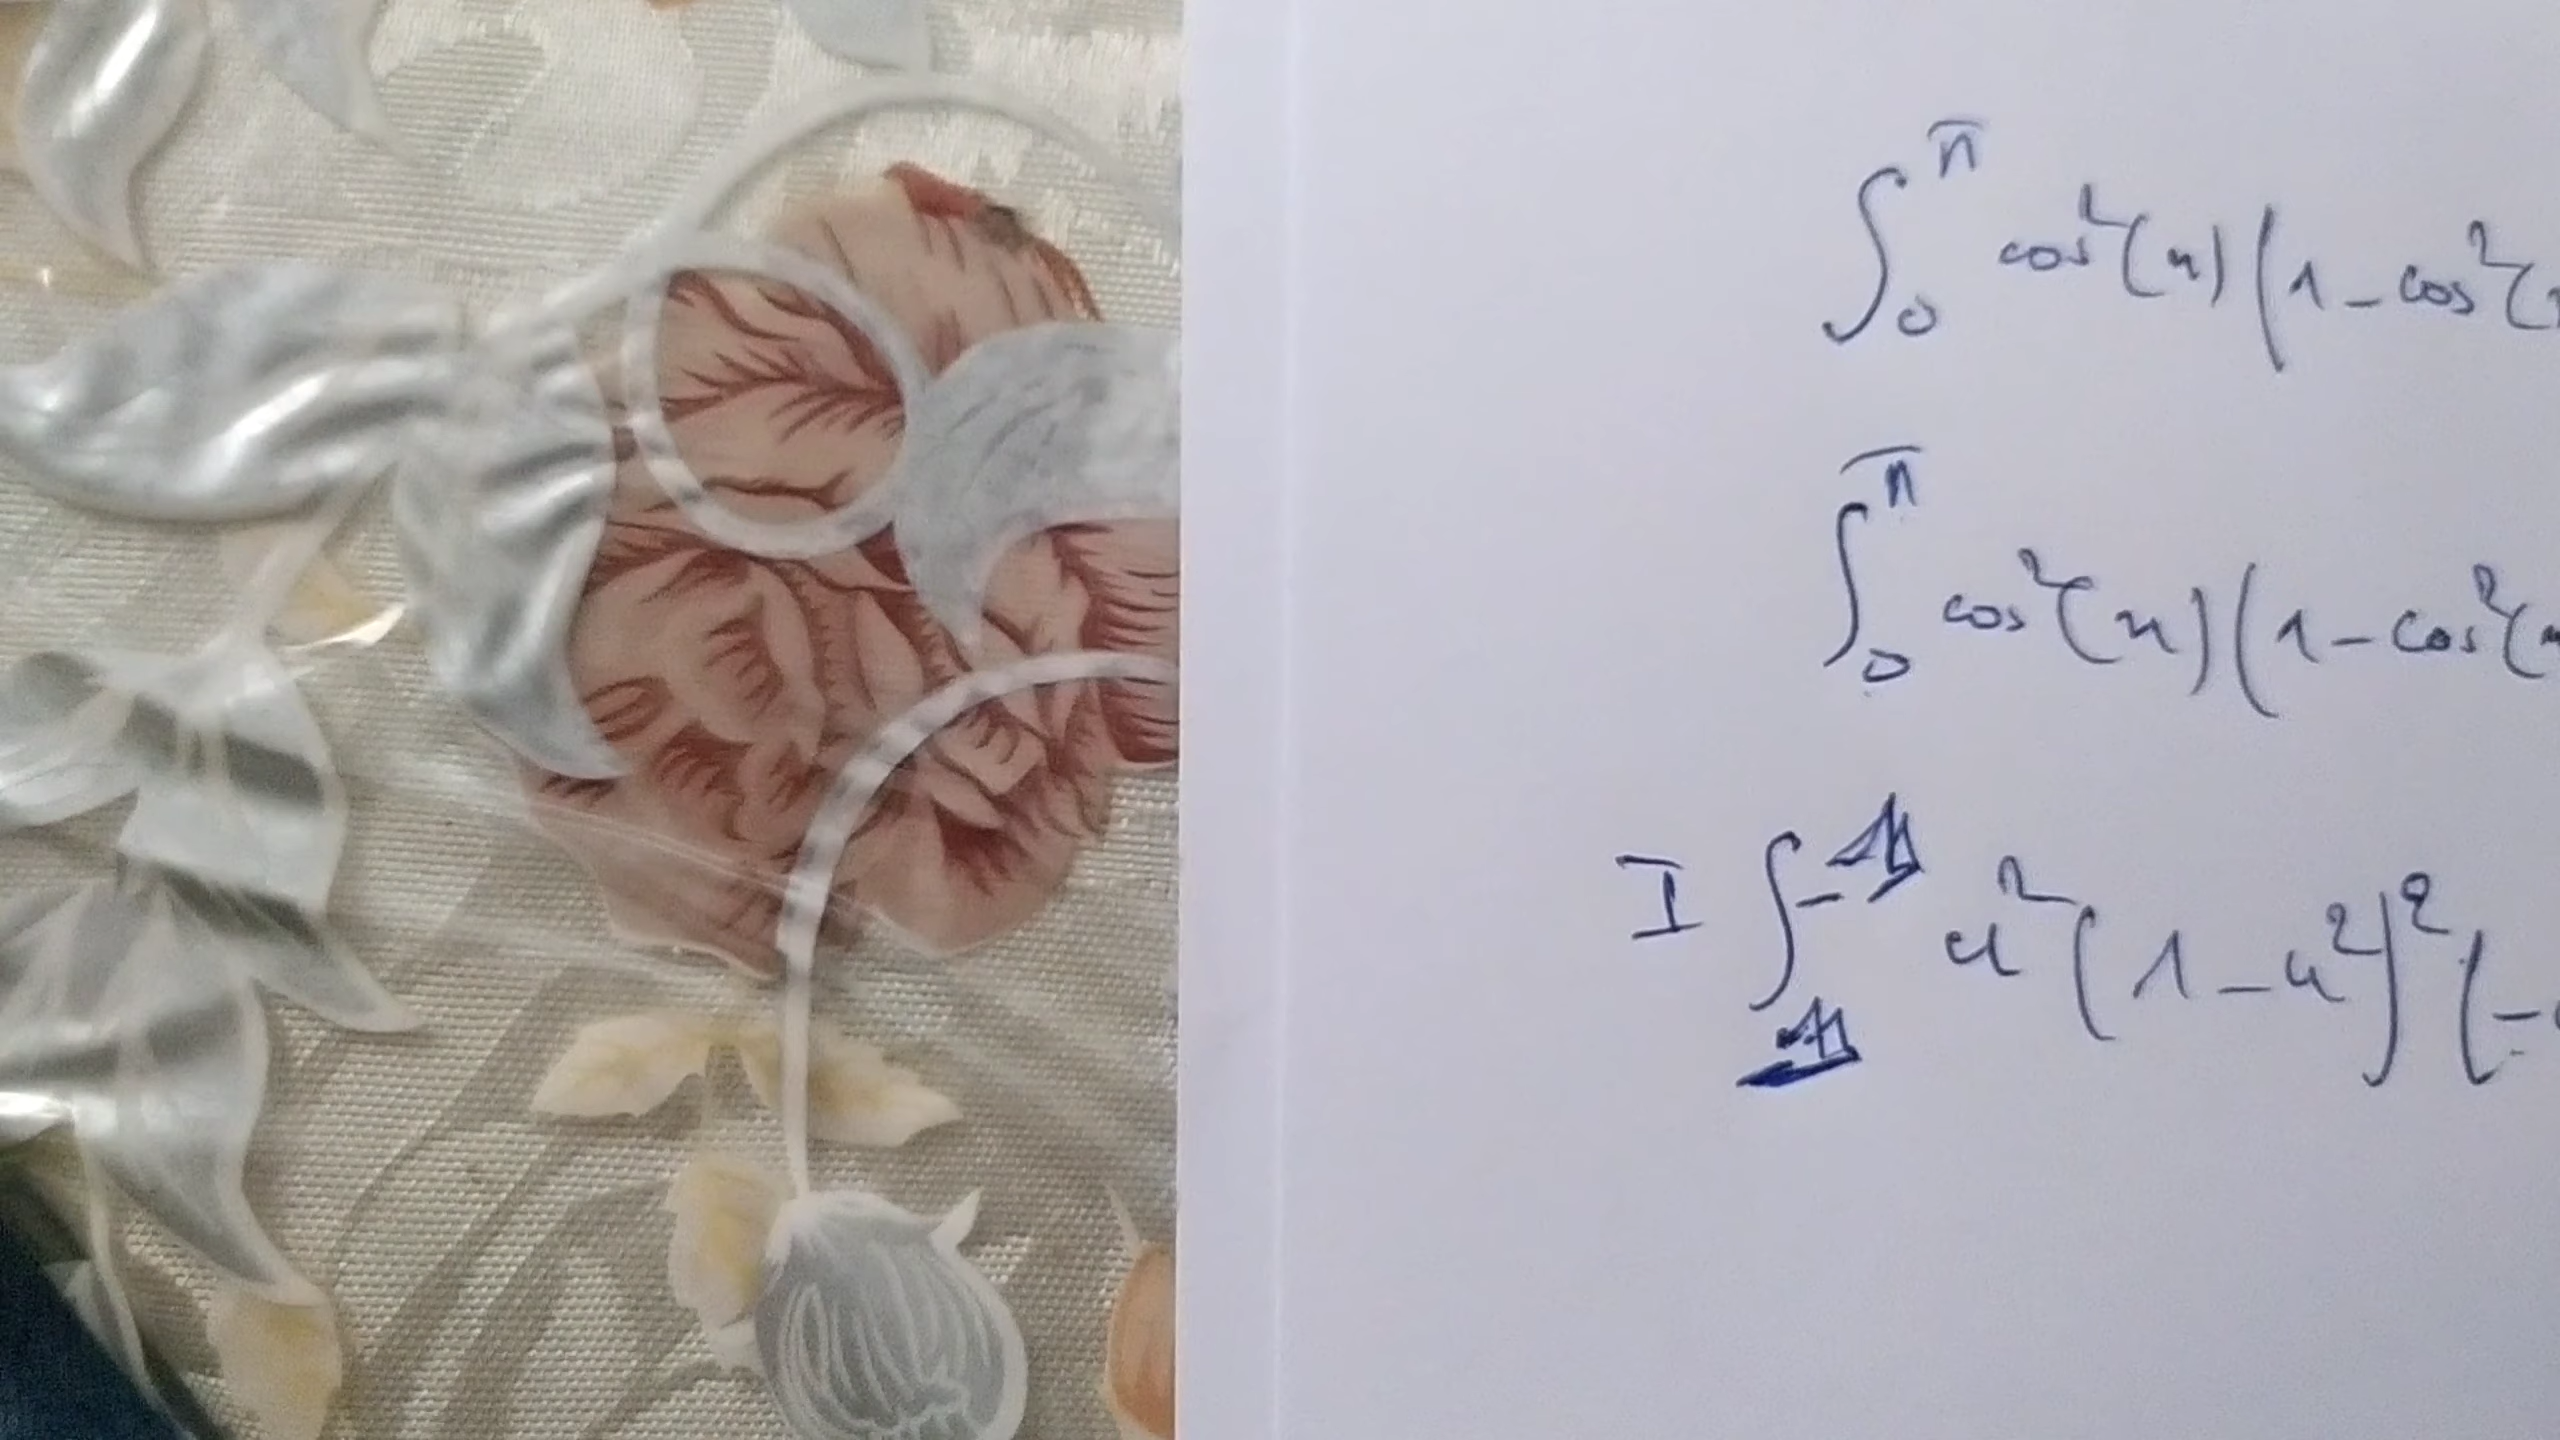 ∫₀^π cos²(x)(1-cos²(
∫₀^π cos²(x)(1-cos²(x
I ∫₁^-1 u²(1-u²)²(-